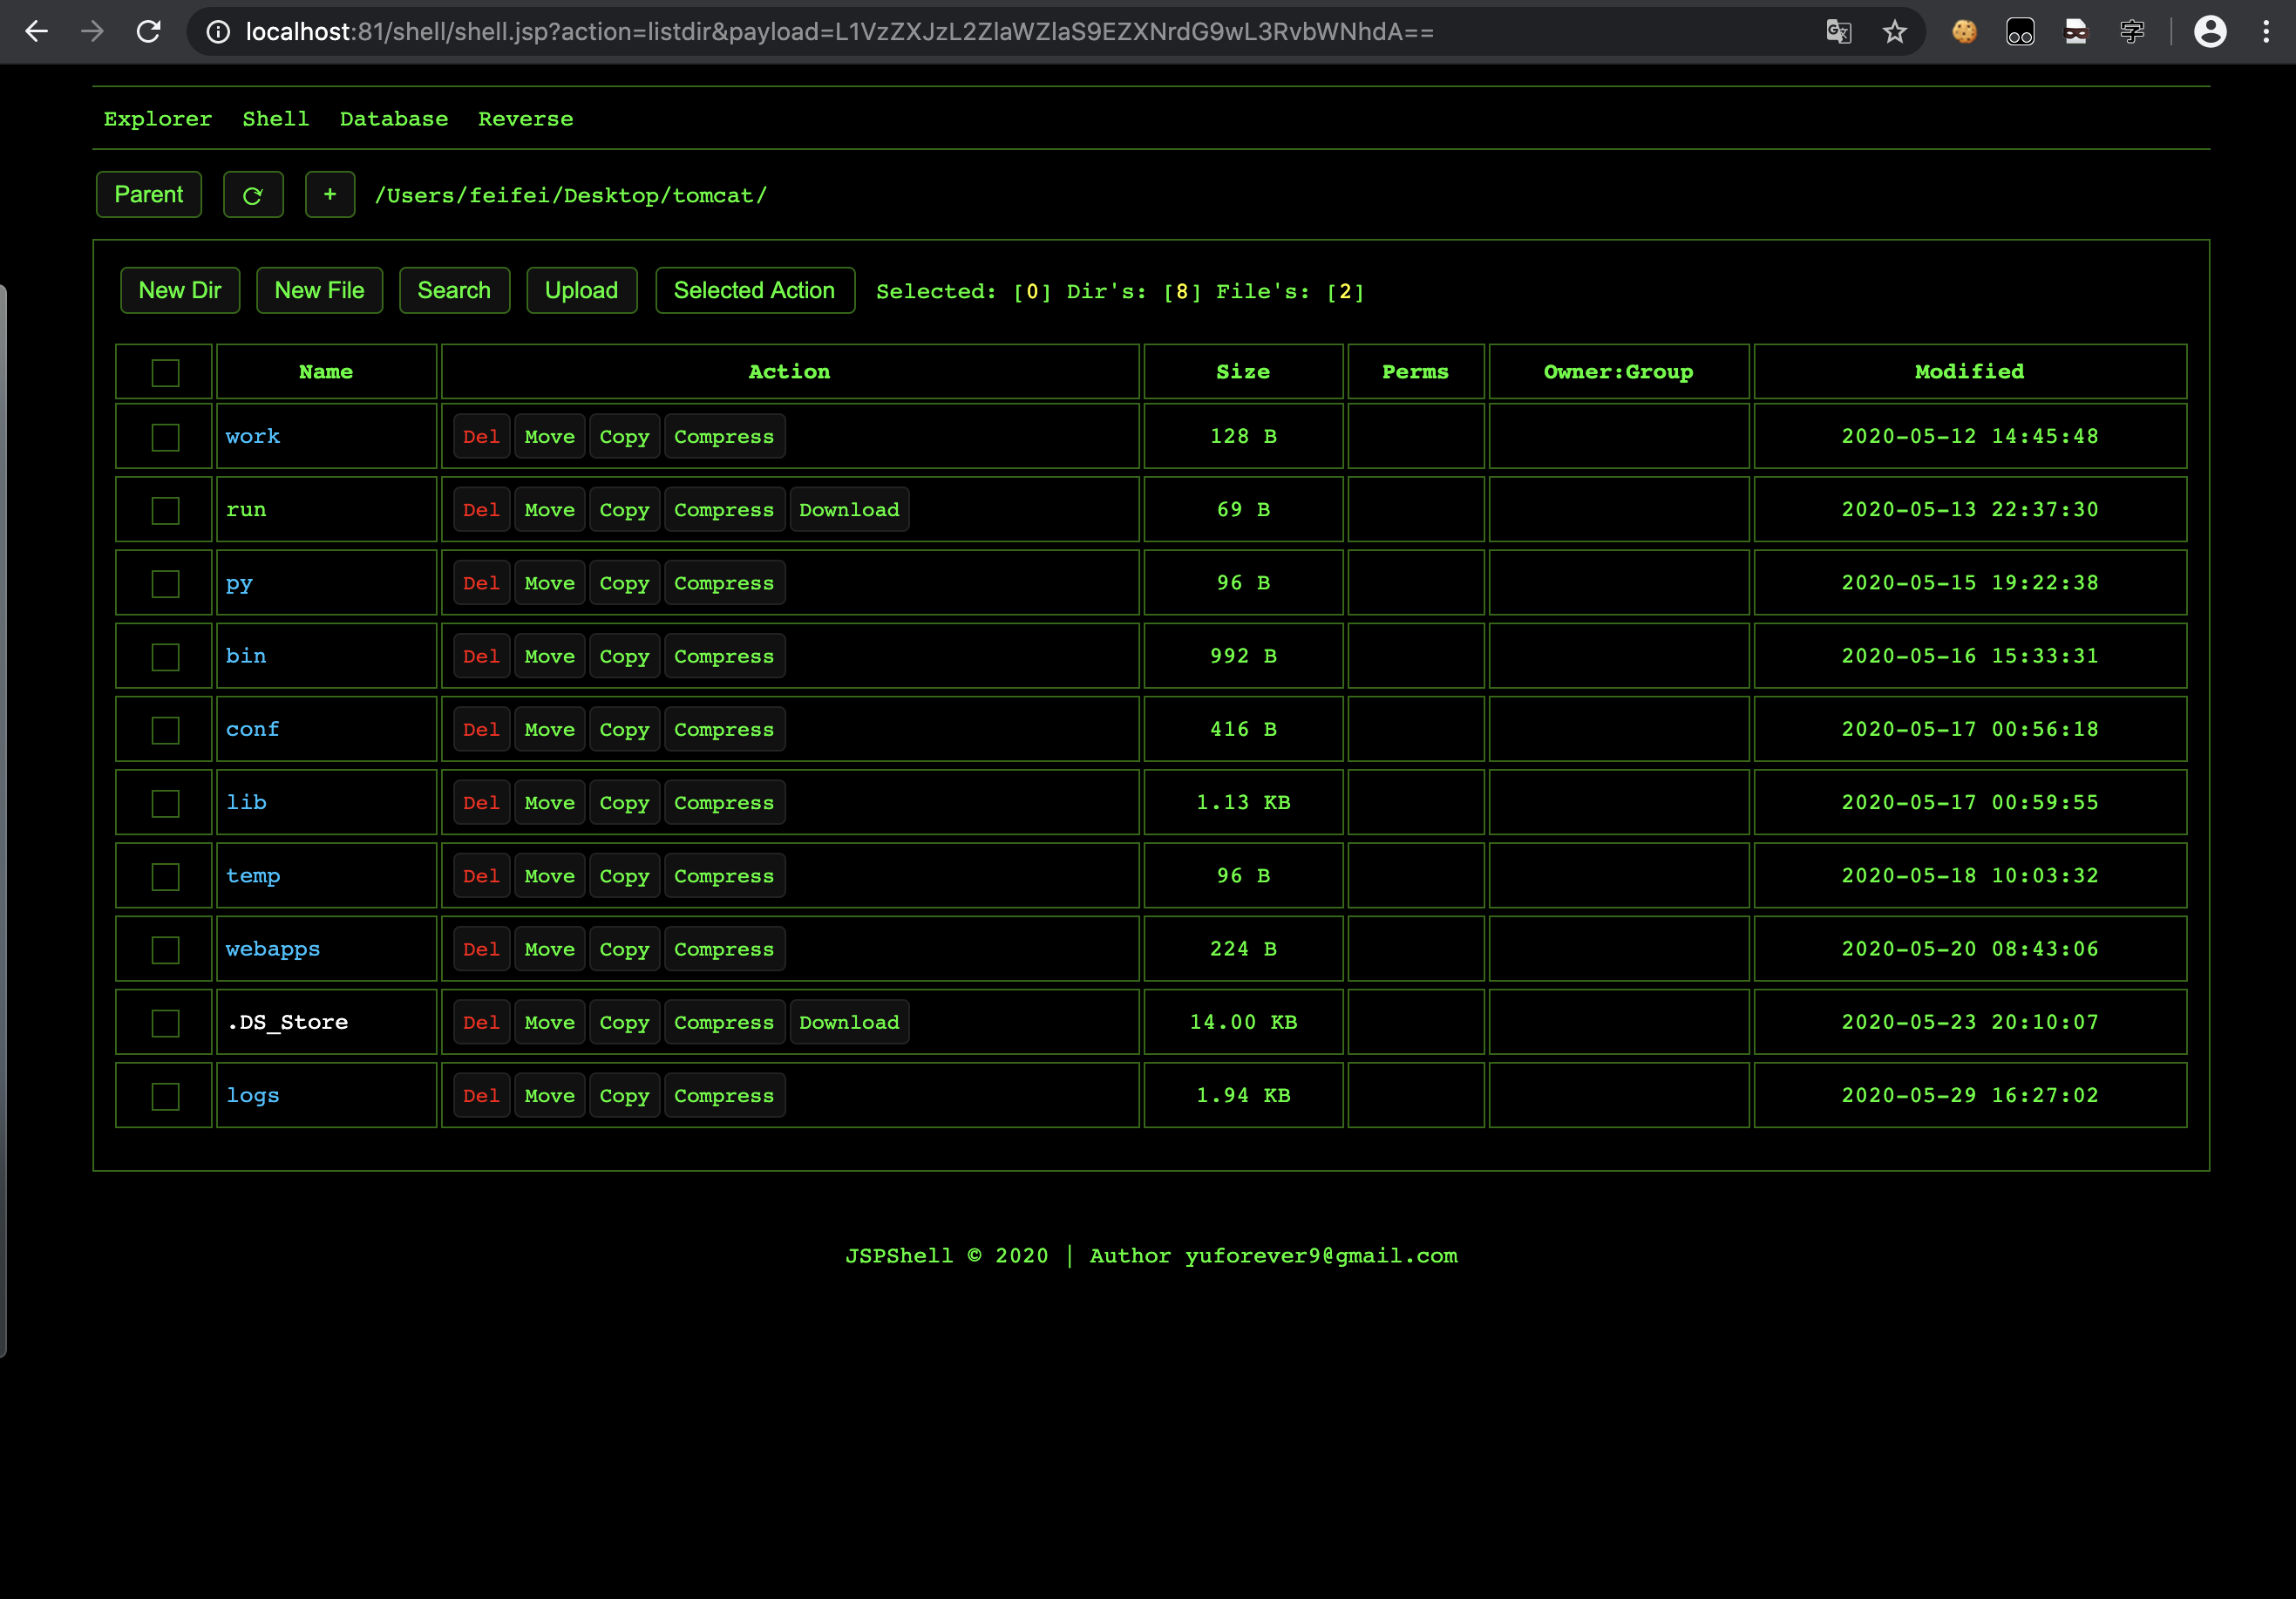 localhost:81/shell/shell.jsp?action=listdir&payload=L1VzZXJzL2ZlaWZlaS9EZXNrdG9wL3RvbWNhdA==
Explorer Shell Database Reverse
Parent + /Users/feifei/Desktop/tomcat/
New Dir New File Search Upload Selected Action Selected: [0] Dir's: [8] File's: [2]
Name Action Size Perms Owner:Group Modified
work Del Move Copy Compress 128 B 2020-05-12 14:45:48
run Del Move Copy Compress Download 69 B 2020-05-13 22:37:30
py Del Move Copy Compress 96 B 2020-05-15 19:22:38
bin Del Move Copy Compress 992 B 2020-05-16 15:33:31
conf Del Move Copy Compress 416 B 2020-05-17 00:56:18
lib Del Move Copy Compress 1.13 KB 2020-05-17 00:59:55
temp Del Move Copy Compress 96 B 2020-05-18 10:03:32
webapps Del Move Copy Compress 224 B 2020-05-20 08:43:06
.DS_Store Del Move Copy Compress Download 14.00 KB 2020-05-23 20:10:07
logs Del Move Copy Compress 1.94 KB 2020-05-29 16:27:02
JSPShell © 2020 | Author yuforever9@gmail.com